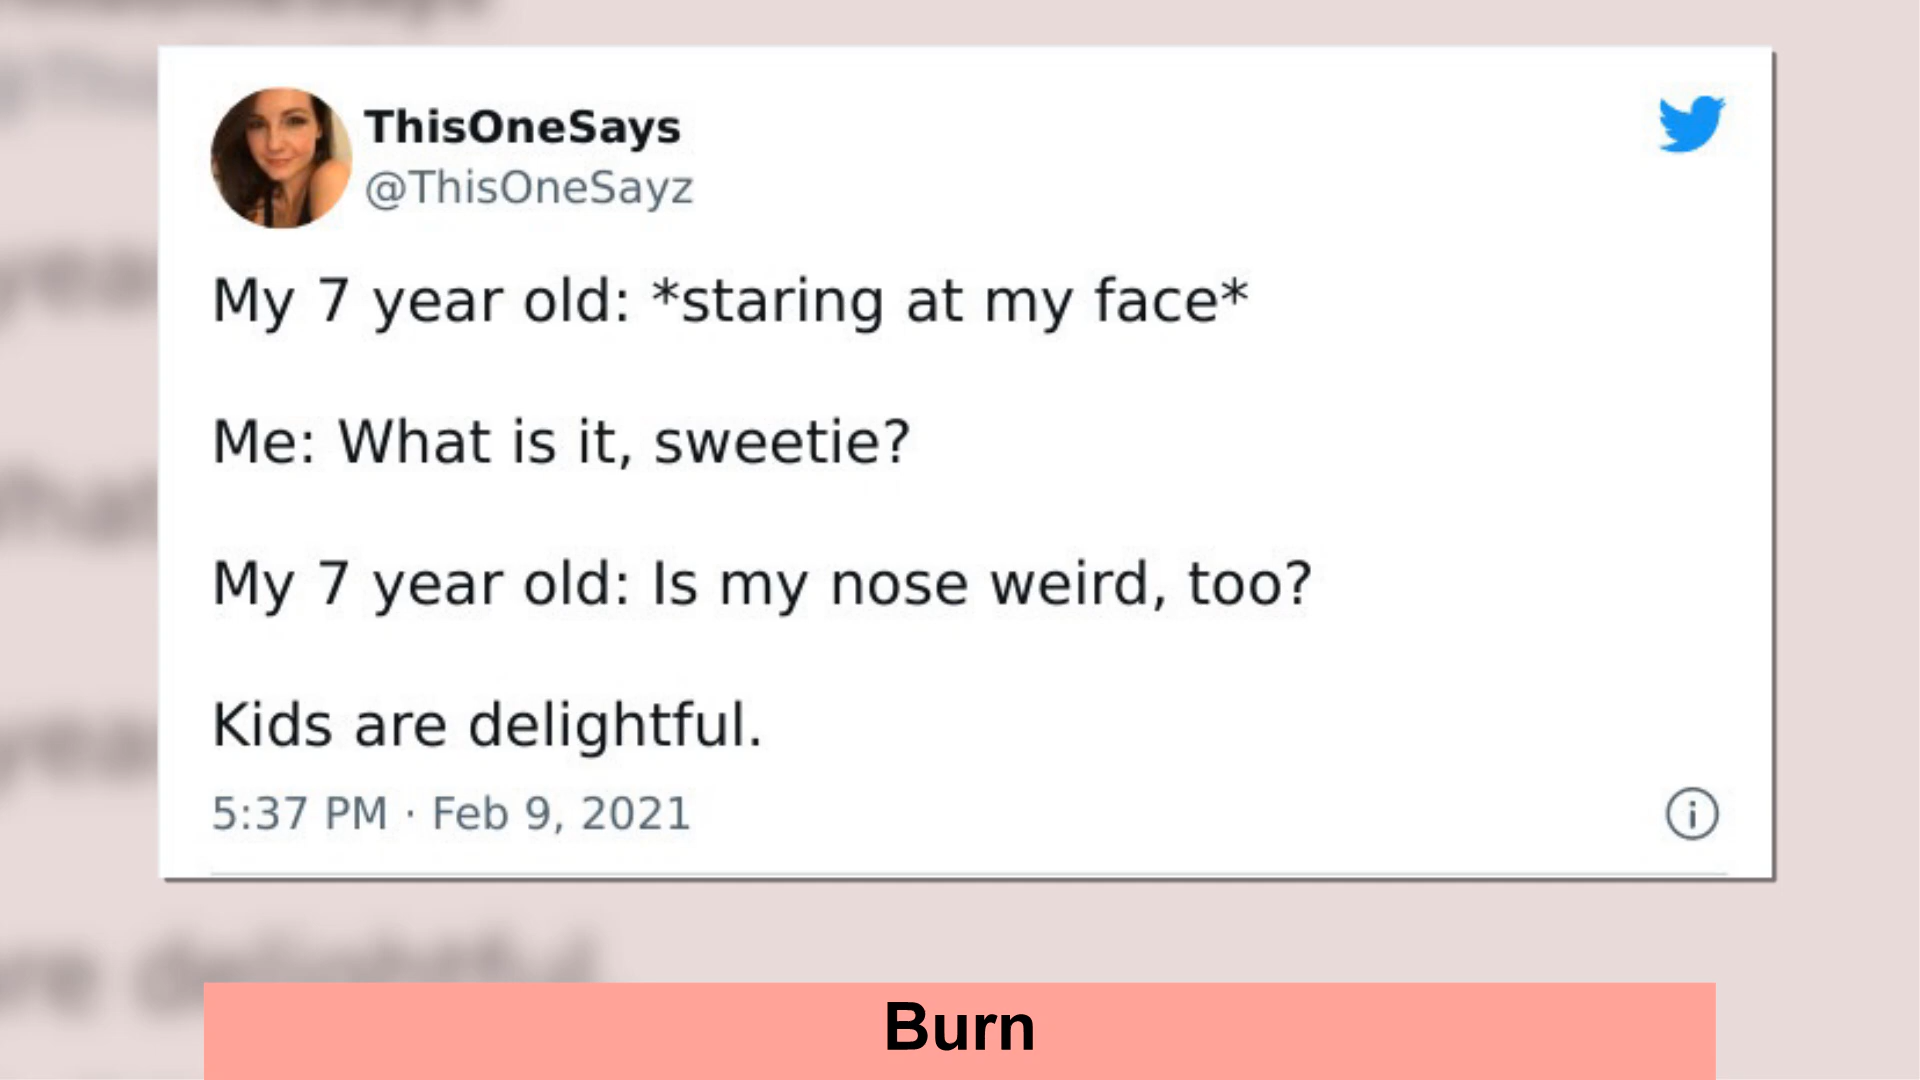 ThisOneSays
@ThisOneSayz
My 7 year old: *staring at my face*
Me: What is it, sweetie?
My 7 year old: Is my nose weird, too?
Kids are delightful.
5:37 PM · Feb 9, 2021
Burn